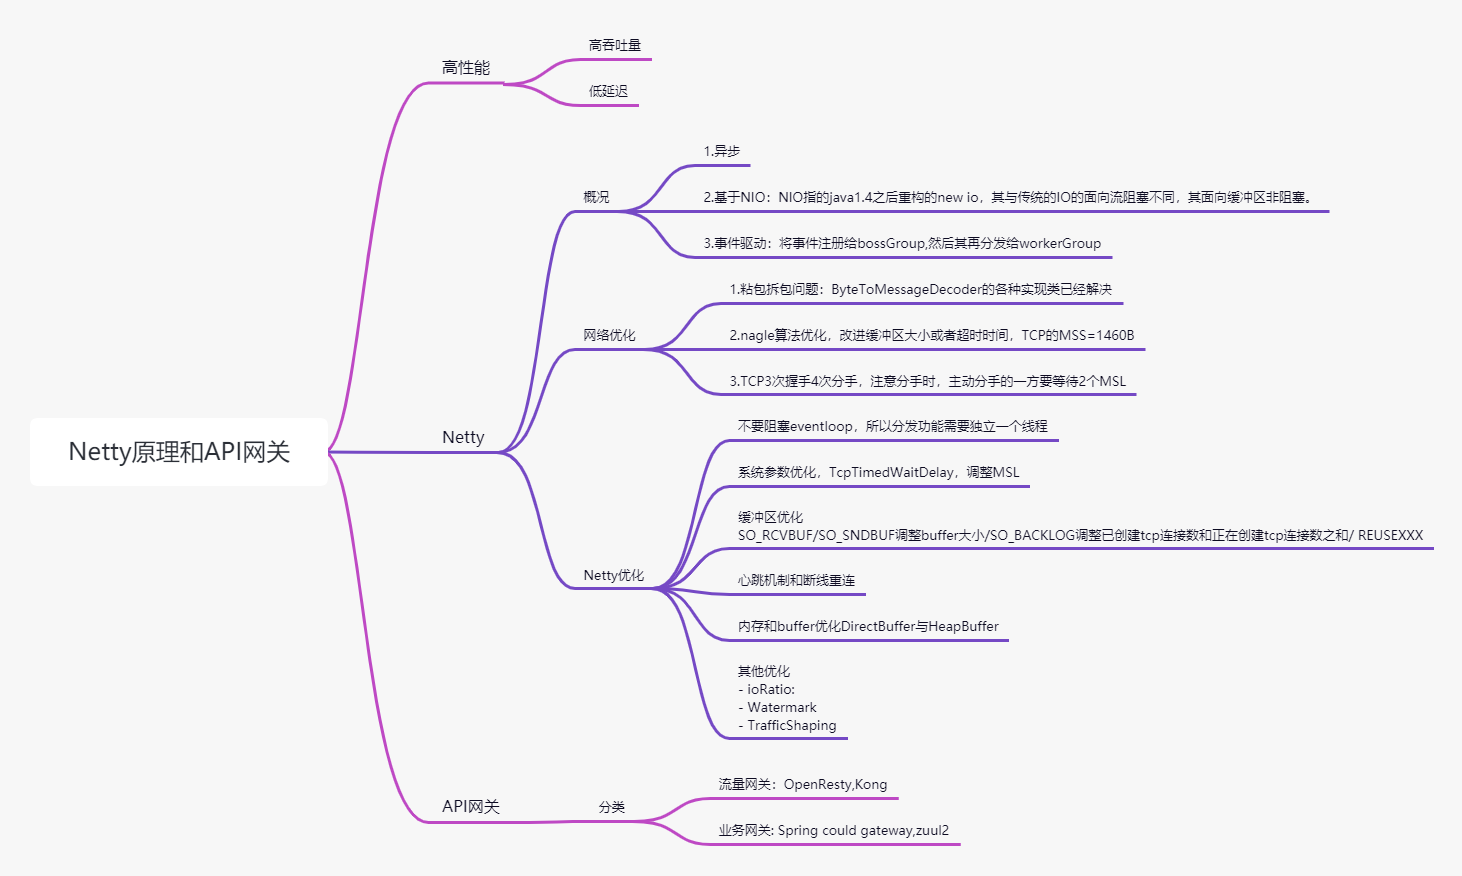 Netty原理和API网关
高性能
高吞吐量
低延迟
Netty
概况
1.异步
2.基于NIO：NIO指的java1.4之后重构的new io，其与传统的IO的面向流阻塞不同，其面向缓冲区非阻塞。
3.事件驱动：将事件注册给bossGroup,然后其再分发给workerGroup
网络优化
1.粘包拆包问题：ByteToMessageDecoder的各种实现类已经解决
2.nagle算法优化，改进缓冲区大小或者超时时间，TCP的MSS=1460B
3.TCP3次握手4次分手，注意分手时，主动分手的一方要等待2个MSL
Netty优化
不要阻塞eventloop，所以分发功能需要独立一个线程
系统参数优化，TcpTimedWaitDelay，调整MSL
缓冲区优化
SO_RCVBUF/SO_SNDBUF调整buffer大小/SO_BACKLOG调整已创建tcp连接数和正在创建tcp连接数之和/ REUSEXXX
心跳机制和断线重连
内存和buffer优化DirectBuffer与HeapBuffer
其他优化
- ioRatio:
- Watermark
- TrafficShaping
API网关
分类
流量网关：OpenResty,Kong
业务网关: Spring could gateway,zuul2